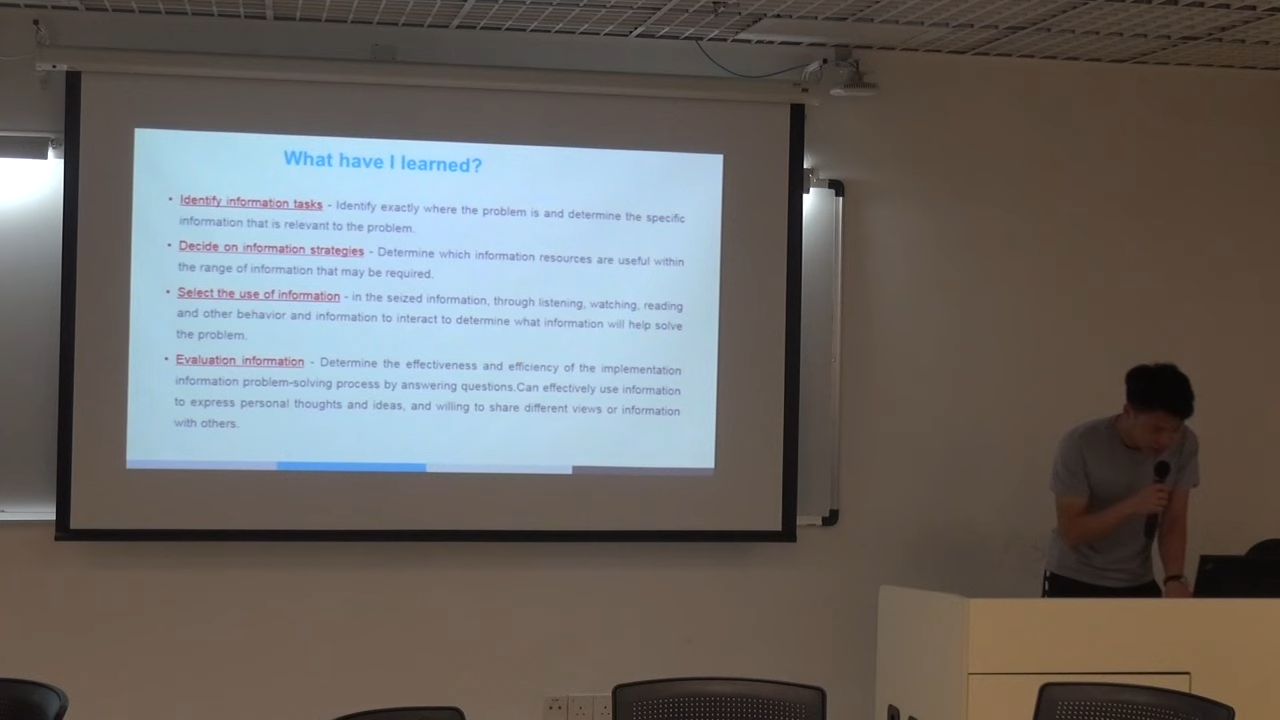 What have I learned?
• Identify information tasks - Identify exactly where the problem is and determine the specific
information that is relevant to the problem.
• Decide on information strategies - Determine which information resources are useful within
the range of information that may be required.
• Select the use of information - in the seized information, through listening, watching, reading
and other behavior and information to interact to determine what information will help solve
the problem.
• Evaluation information - Determine the effectiveness and efficiency of the implementation
information problem-solving process by answering questions.Can effectively use information
to express personal thoughts and ideas, and willing to share different views or information
with others.